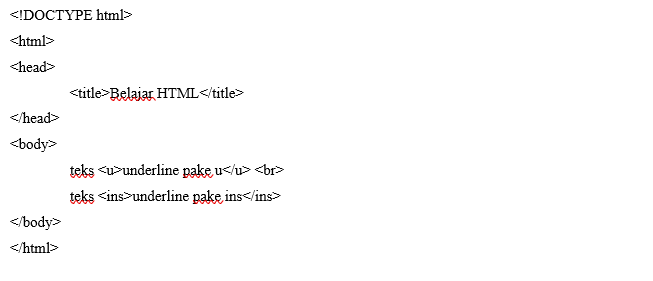 <!DOCTYPE html>
<html>
<head>
<title>Belajar HTML</title>
</head>
<body>
teks <u>underline pake u</u> <br>
teks <ins>underline pake ins</ins>
</body>
</html>